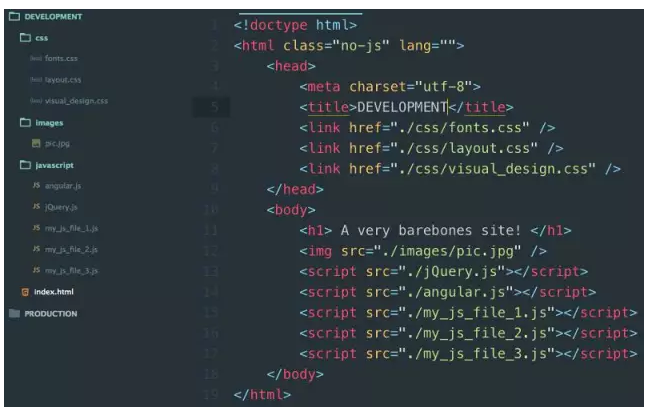 DEVELOPMENT
css
fonts.css
layout.css
visual_design.css
images
pic.jpg
javascript
JS angular.js
JS jQuery.js
JS my_js_file_1.js
JS my_js_file_2.js
JS my_js_file_3.js
index.html
PRODUCTION
1 <!doctype html>
2 <html class="no-js" lang="">
3 <head>
4 <meta charset="utf-8">
5 <title>DEVELOPMENT</title>
6 <link href="./css/fonts.css" />
7 <link href="./css/layout.css" />
8 <link href="./css/visual_design.css" />
9 </head>
10 <body>
11 <h1> A very barebones site! </h1>
12 <img src="./images/pic.jpg" />
13 <script src="./jQuery.js"></script>
14 <script src="./angular.js"></script>
15 <script src="./my_js_file_1.js"></script>
16 <script src="./my_js_file_2.js"></script>
17 <script src="./my_js_file_3.js"></script>
18 </body>
19 </html>